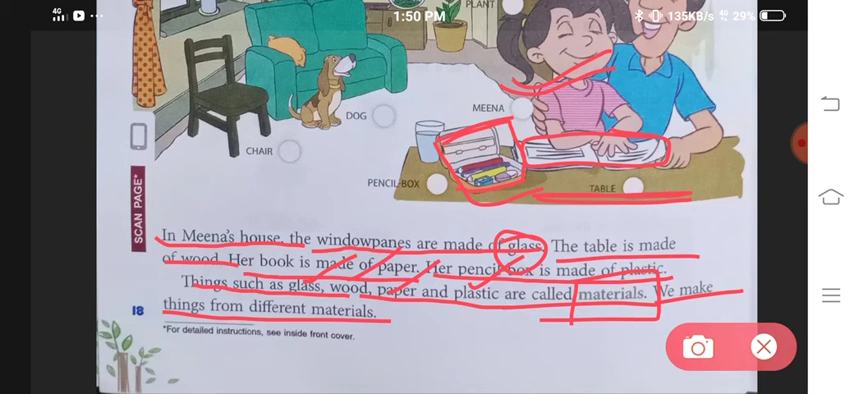 4G 1:50 PM 135KB/s 4G 29%
PLANT
MEENA
DOG
CHAIR
PENCIL-BOX
TABLE
SCAN PAGE*
In Meena's house, the windowpanes are made of glass. The table is made
of wood. Her book is made of paper. Her pencil box is made of plastic.
Things such as glass, wood, paper and plastic are called materials. We make
things from different materials.
18
*For detailed instructions, see inside front cover.